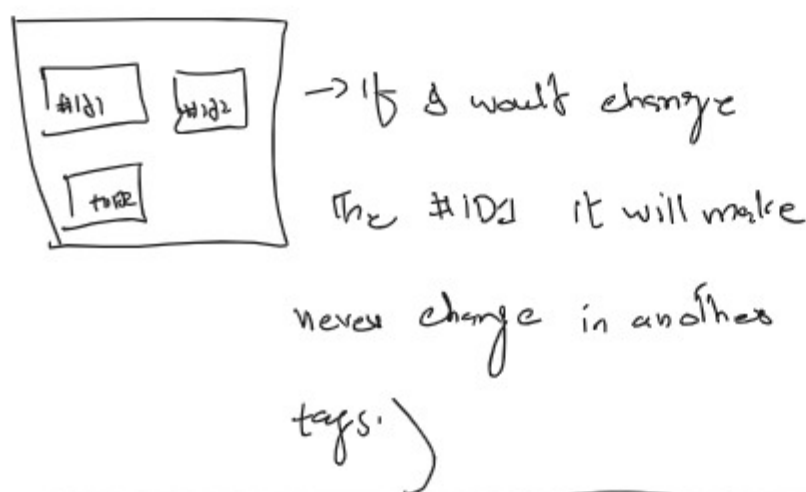 #id1 #id2
→ If I would change
The #ID1 it will make
never change in another
tags.